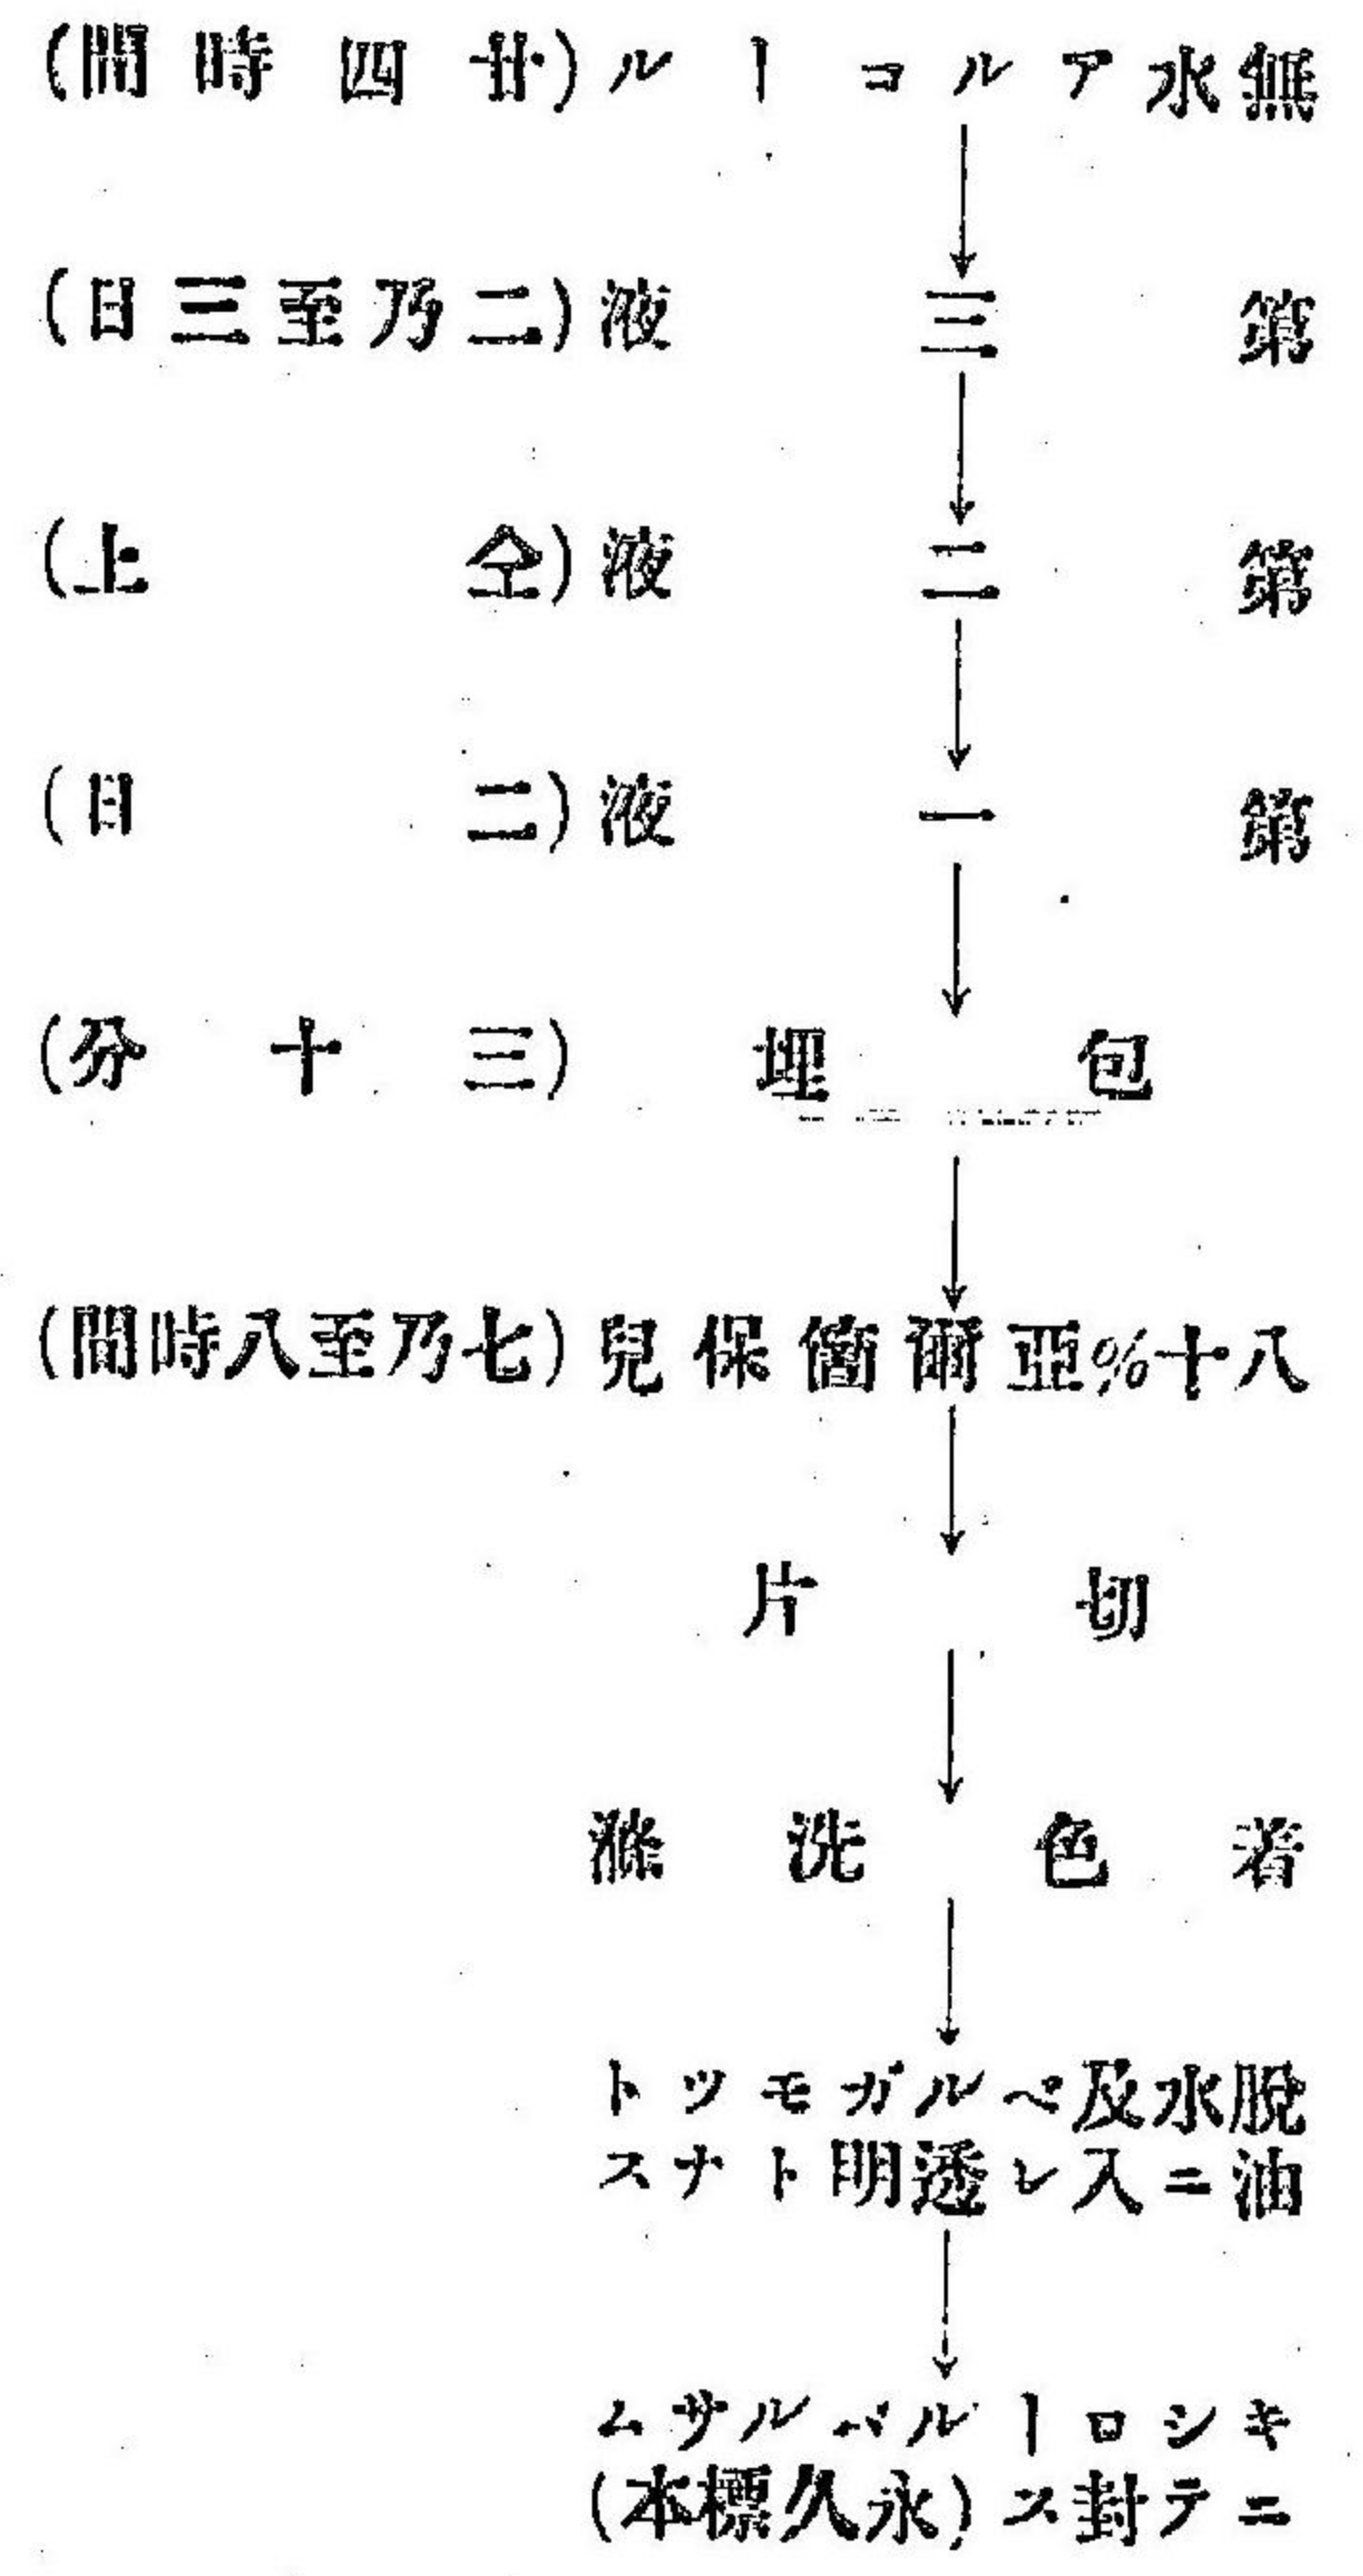 無水アルコール(廿四時間)
第三液(二乃至三日)
第二液(仝上)
第一液(二日)
包埋(三十分)
八十%亞爾箇保兒(七乃至八時間)
切片
着色洗滌
脫水及ベルガモツト
油ニ入レ透明トナス
キシロールバルサム
ニテ封ス(永久標本)